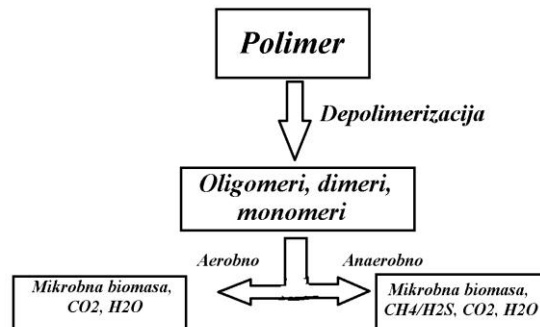 Polimer
Depolimerizacija
Oligomeri, dimeri,
monomeri
Aerobno
Anaerobno
Mikrobna biomasa,
CO2, H2O
Mikrobna biomasa,
CH4/H2S, CO2, H2O